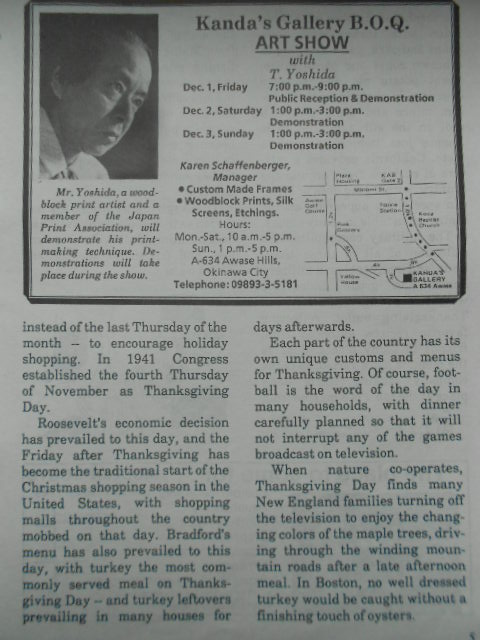 Kanda's Gallery B.O.Q.
ART SHOW
with
T. Yoshida
Dec. 1, Friday 7:00 p.m.-9:00 p.m.
Public Reception & Demonstration
Dec. 2, Saturday 1:00 p.m.-3:00 p.m.
Demonstration
Dec. 3, Sunday 1:00 p.m.-3:00 p.m.
Demonstration
Mr. Yoshida, a wood-
block print artist and a
member of the Japan
Print Association, will
demonstrate his print-
making technique. De-
monstrations will take
place during the show.
Karen Schaffenberger,
Manager
• Custom Made Frames
• Woodblock Prints, Silk
Screens, Etchings.
Hours:
Mon.-Sat., 10 a.m.-5 p.m.
Sun., 1 p.m.-5 p.m.
A-634 Awase Hills,
Okinawa City
Telephone: 09893-3-5181
Plaza
Housing
KAB
Gate 2
Awase
Golf
Course
Station
Baptist
Church
Yellow
House
GALLERY
A 634 Awase
instead of the last Thursday of the
month – to encourage holiday
shopping. In 1941 Congress
established the fourth Thursday
of November as Thanksgiving
Day.
Roosevelt's economic decision
has prevailed to this day, and the
Friday after Thanksgiving has
become the traditional start of the
Christmas shopping season in the
United States, with shopping
malls throughout the country
mobbed on that day. Bradford's
menu has also prevailed to this
day, with turkey the most com-
monly served meal on Thanks-
giving Day – and turkey leftovers
prevailing in many houses for
days afterwards.
Each part of the country has its
own unique customs and menus
for Thanksgiving. Of course, foot-
ball is the word of the day in
many households, with dinner
carefully planned so that it will
not interrupt any of the games
broadcast on television.
When nature co-operates,
Thanksgiving Day finds many
New England families turning off
the television to enjoy the chang-
ing colors of the maple trees, driv-
ing through the winding moun-
tain roads after a late afternoon
meal. In Boston, no well dressed
turkey would be caught without a
finishing touch of oysters.